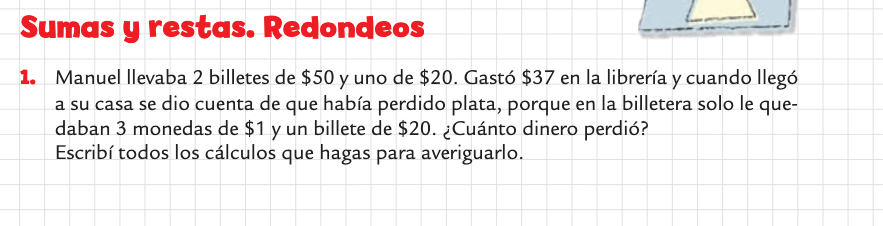 Sumas y restas. Redondeos
1. Manuel llevaba 2 billetes de $50 y uno de $20. Gastó $37 en la librería y cuando llegó
a su casa se dio cuenta de que había perdido plata, porque en la billetera solo le que-
daban 3 monedas de $1 y un billete de $20. ¿Cuánto dinero perdió?
Escribí todos los cálculos que hagas para averiguarlo.